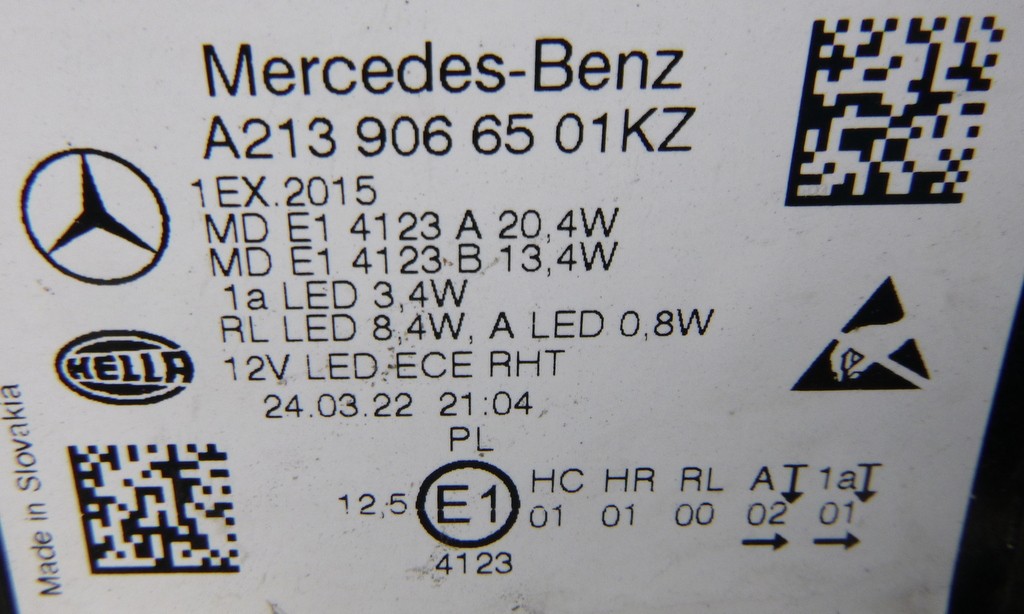 Mercedes-Benz
A213 906 65 01KZ
1EX.2015
MD E1 4123 A 20,4W
MD E1 4123 B 13,4W
1a LED 3,4W
RL LED 8,4W, A LED 0,8W
12V LED ECE RHT
HELLA
24.03.22 21:04
Made in Slovakia
PL
12,5 E1 HC HR RL A 1a
01 01 00 02 01
4123